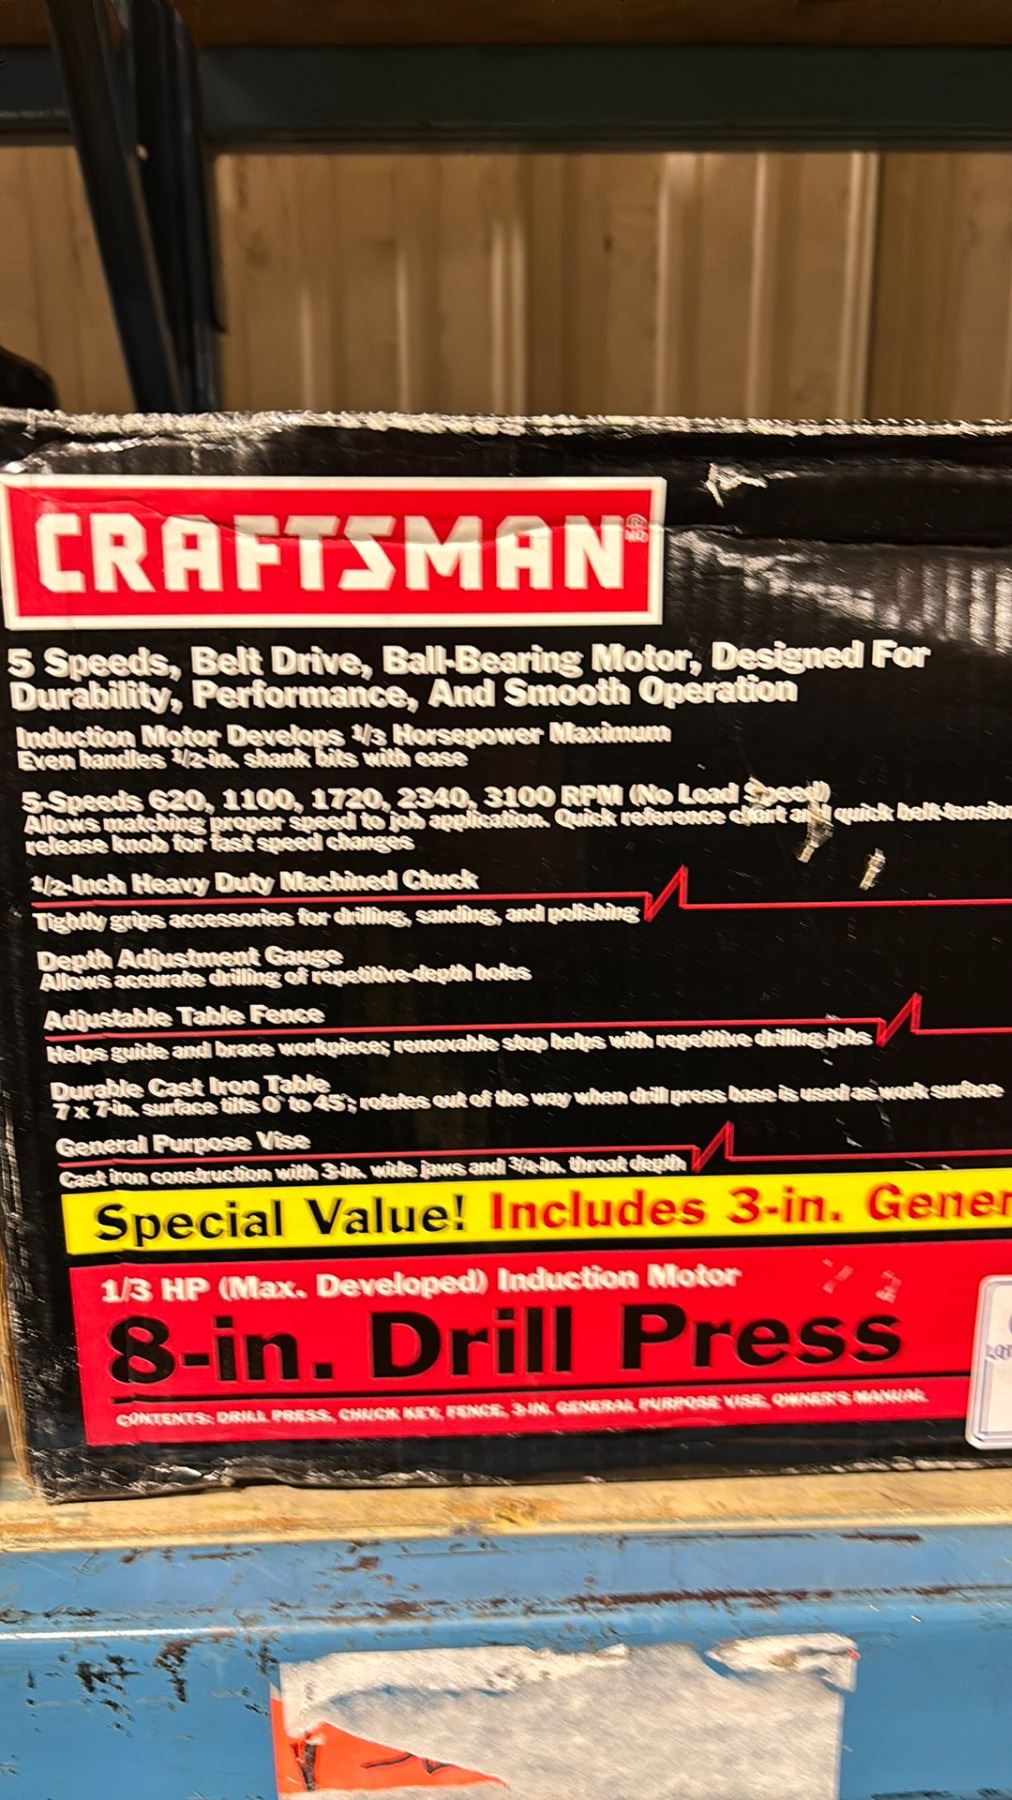 CRAFTSMAN
5 Speeds, Belt Drive, Ball-Bearing Motor, Designed For
Durability, Performance, And Smooth Operation
Induction Motor Develops 1/3 Horsepower Maximum
Even handles 1/2-in. shank bits with ease
5-Speeds 620, 1100, 1720, 2340, 3100 RPM (No Load Speed)
Allows matching proper speed to job application. Quick reference chart and quick belt-tension
release knob for fast speed changes
1/2-Inch Heavy Duty Machined Chuck
Tightly grips accessories for drilling, sanding, and polishing
Depth Adjustment Gauge
Allows accurate drilling of repetitive-depth holes
Adjustable Table Fence
Helps guide and brace workpiece; removable stop helps with repetitive drilling jobs
Durable Cast Iron Table
7 x 7-in. surface tilts 0° to 45°; rotates out of the way when drill press base is used as work surface
General Purpose Vise
Cast iron construction with 3-in. wide jaws and 3/4-in. throat depth
Special Value! Includes 3-in. Gener
1/3 HP (Max. Developed) Induction Motor
8-in. Drill Press
CONTENTS: DRILL PRESS, CHUCK KEY, FENCE, 3-IN. GENERAL PURPOSE VISE, OWNER'S MANUAL